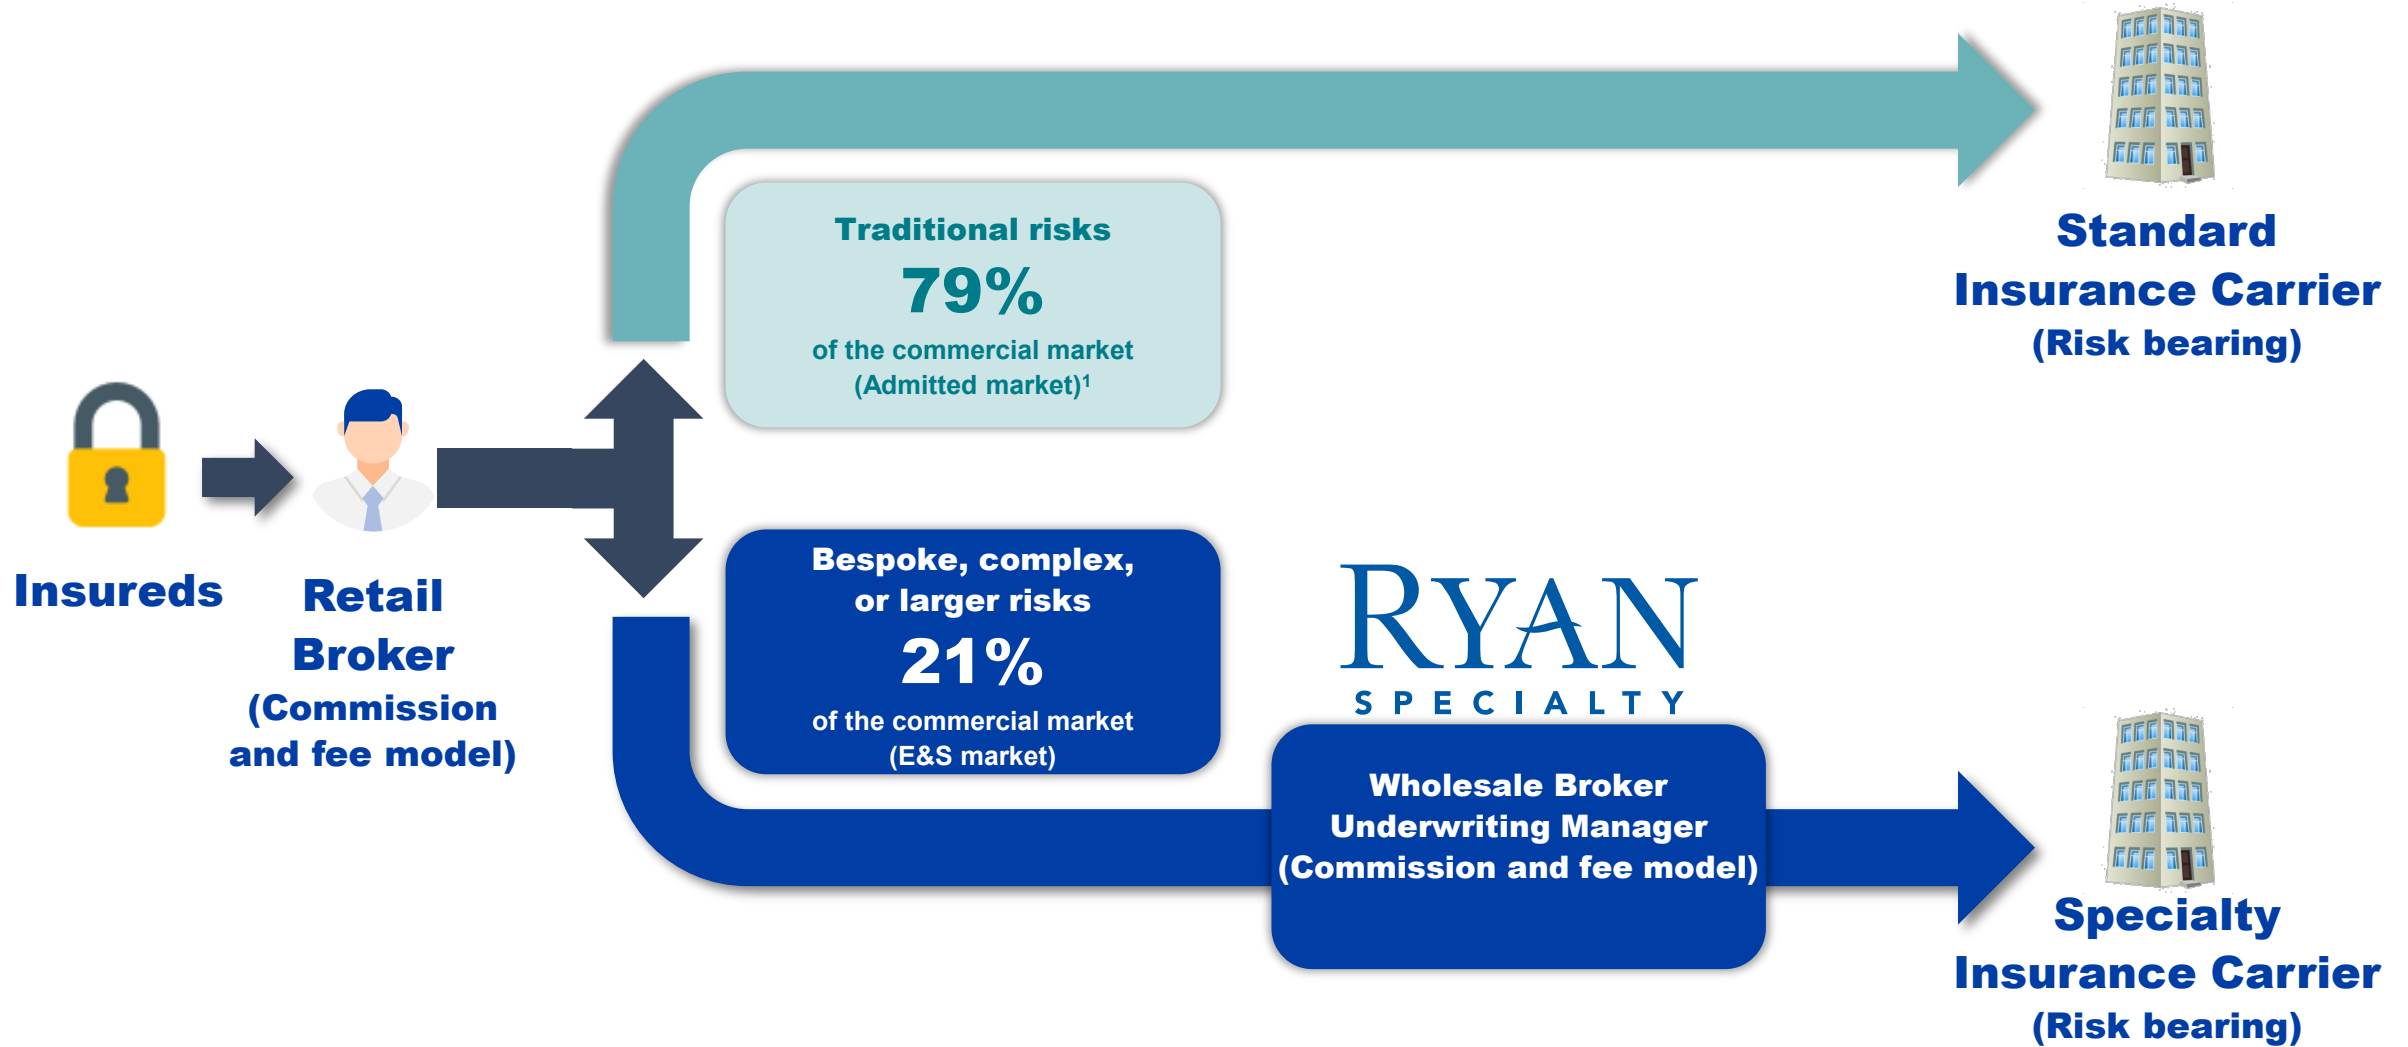 Insureds
Retail
Broker
(Commission
and fee model)
Traditional risks
79%
of the commercial market
(Admitted market)¹
Standard
Insurance Carrier
(Risk bearing)
Bespoke, complex,
or larger risks
21%
of the commercial market
(E&S market)
RYAN
SPECIALTY
Wholesale Broker
Underwriting Manager
(Commission and fee model)
Specialty
Insurance Carrier
(Risk bearing)